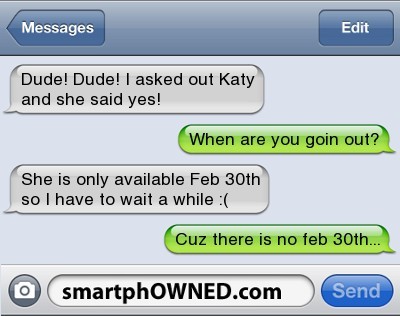 Messages
Edit
Dude! Dude! I asked out Katy
and she said yes!
When are you goin out?
She is only available Feb 30th
so I have to wait a while :(
Cuz there is no feb 30th...
smartphOWNED.com
Send